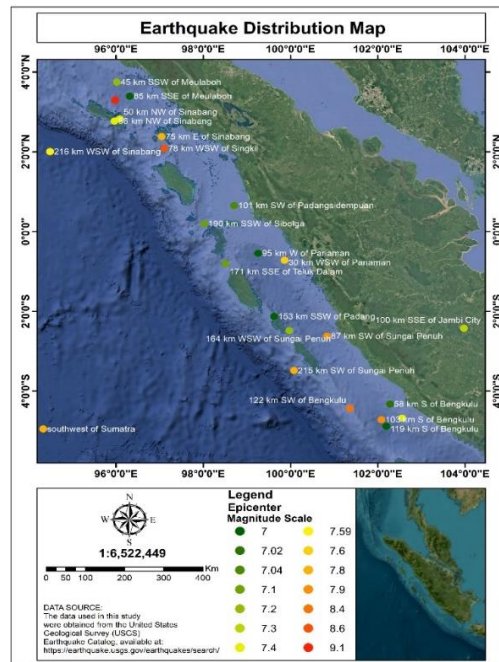 Earthquake Distribution Map
96°0'0"E 98°0'0"E 100°0'0"E 102°0'0"E 104°0'0"E
4°0'0"N
45 km SSW of Meulaboh
85 km SSE of Meulaboh
50 km NW of Sinabang
NW of Sinabang
75 km E of Sinabang
78 km WSW of Singkil
216 km WSW of Sinabang
2°0'0"N
101 km SW of Padangsidempuan
190 km SSW of Sibolga
0°0'0"
95 km W of Pariaman
30 km WSW of Pariaman
171 km SSE of Teluk Dalam
2°0'0"S
153 km SSW of Padang
100 km SSE of Jambi City
164 km WSW of Sungai Penuh
87 km SW of Sungai Penuh
215 km SW of Sungai Penuh
4°0'0"S
122 km SW of Bengkulu
58 km S of Bengkulu
103 km S of Bengkulu
119 km S of Bengkulu
southwest of Sumatra
96°0'0"E 98°0'0"E 100°0'0"E 102°0'0"E 104°0'0"E
N
W E
S
1:6,522,449
Km
0 50 100 200 300 400
DATA SOURCE:
The data used in this study
were obtained from the United States
Geological Survey (USGS)
Earthquake Catalog, available at:
https://earthquake.usgs.gov/earthquakes/search/
Legend
Epicenter
Magnitude Scale
7 7.59
7.02 7.6
7.04 7.8
7.1 7.9
7.2 8.4
7.3 8.6
7.4 9.1